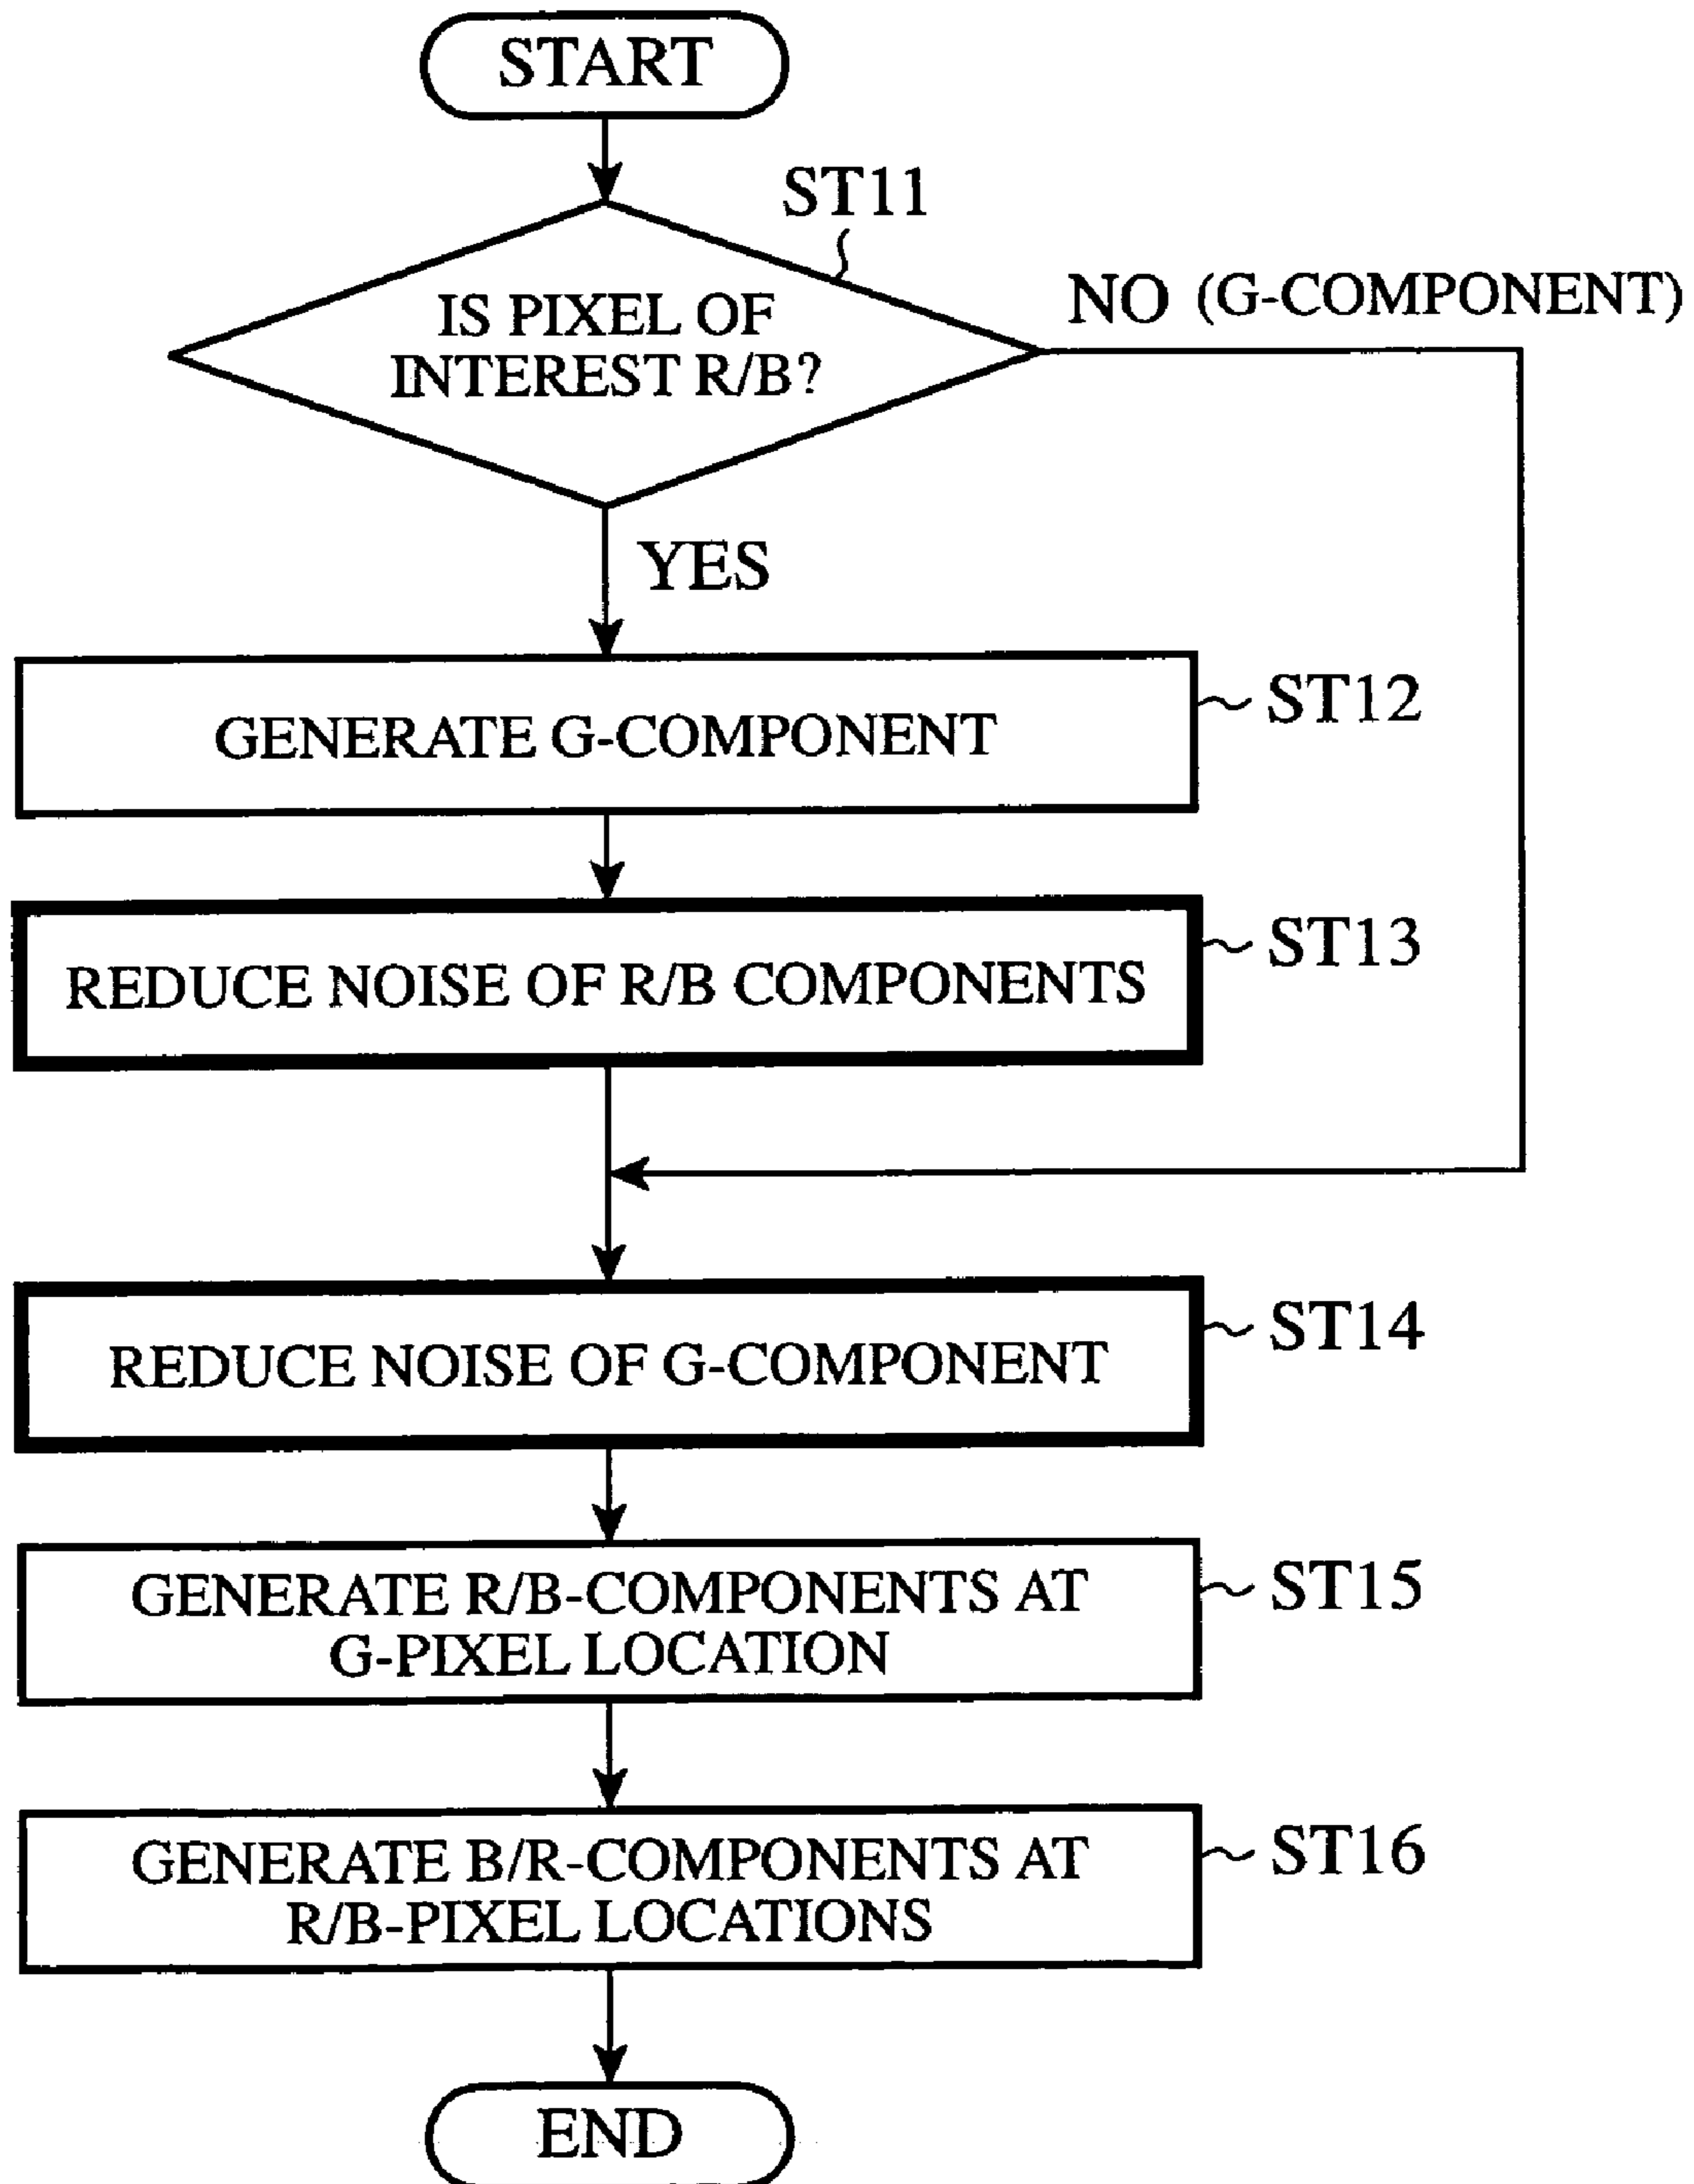 START
ST11
IS PIXEL OF
INTEREST R/B?
NO (G-COMPONENT)
YES
GENERATE G-COMPONENT
ST12
REDUCE NOISE OF R/B COMPONENTS
ST13
REDUCE NOISE OF G-COMPONENT
ST14
GENERATE R/B-COMPONENTS AT
G-PIXEL LOCATION
ST15
GENERATE B/R-COMPONENTS AT
R/B-PIXEL LOCATIONS
ST16
END